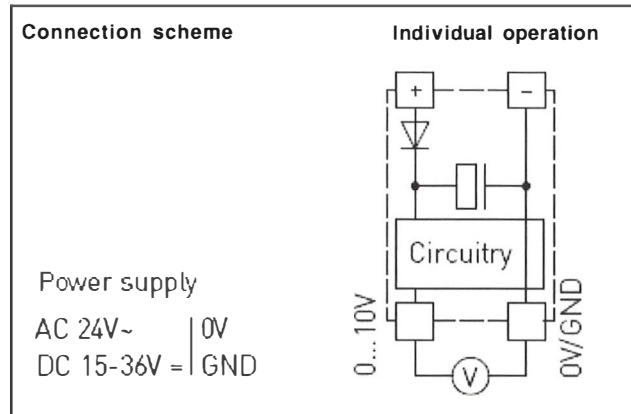 Connection scheme
Individual operation
+
−
Circuitry
Power supply
AC 24V~ | 0V
DC 15-36V = | GND
0...10V
0V/GND
V